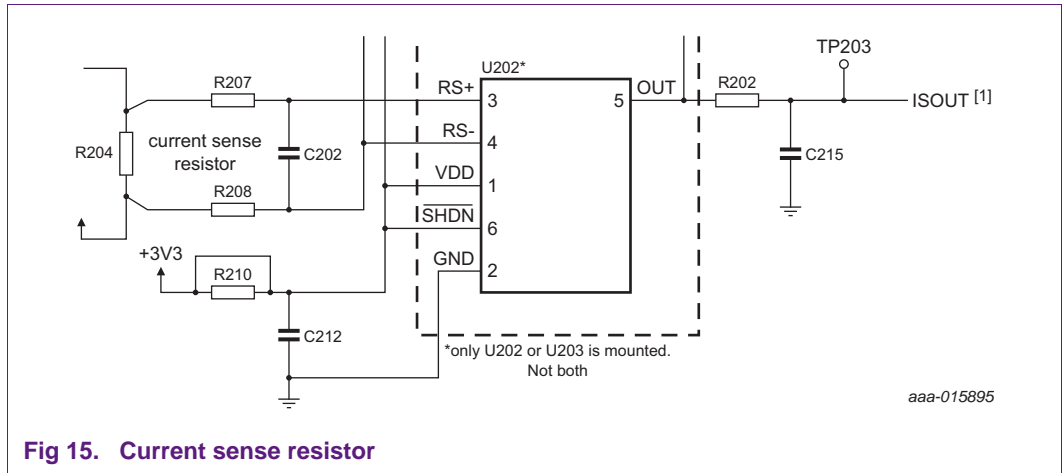 TP203
U202*
R207
RS+
3
5
OUT
R202
ISOUT [1]
RS-
4
R204
current sense
resistor
C202
C215
VDD
1
R208
SHDN
6
+3V3
GND
2
R210
C212
*only U202 or U203 is mounted.
Not both
aaa-015895
Fig 15. Current sense resistor